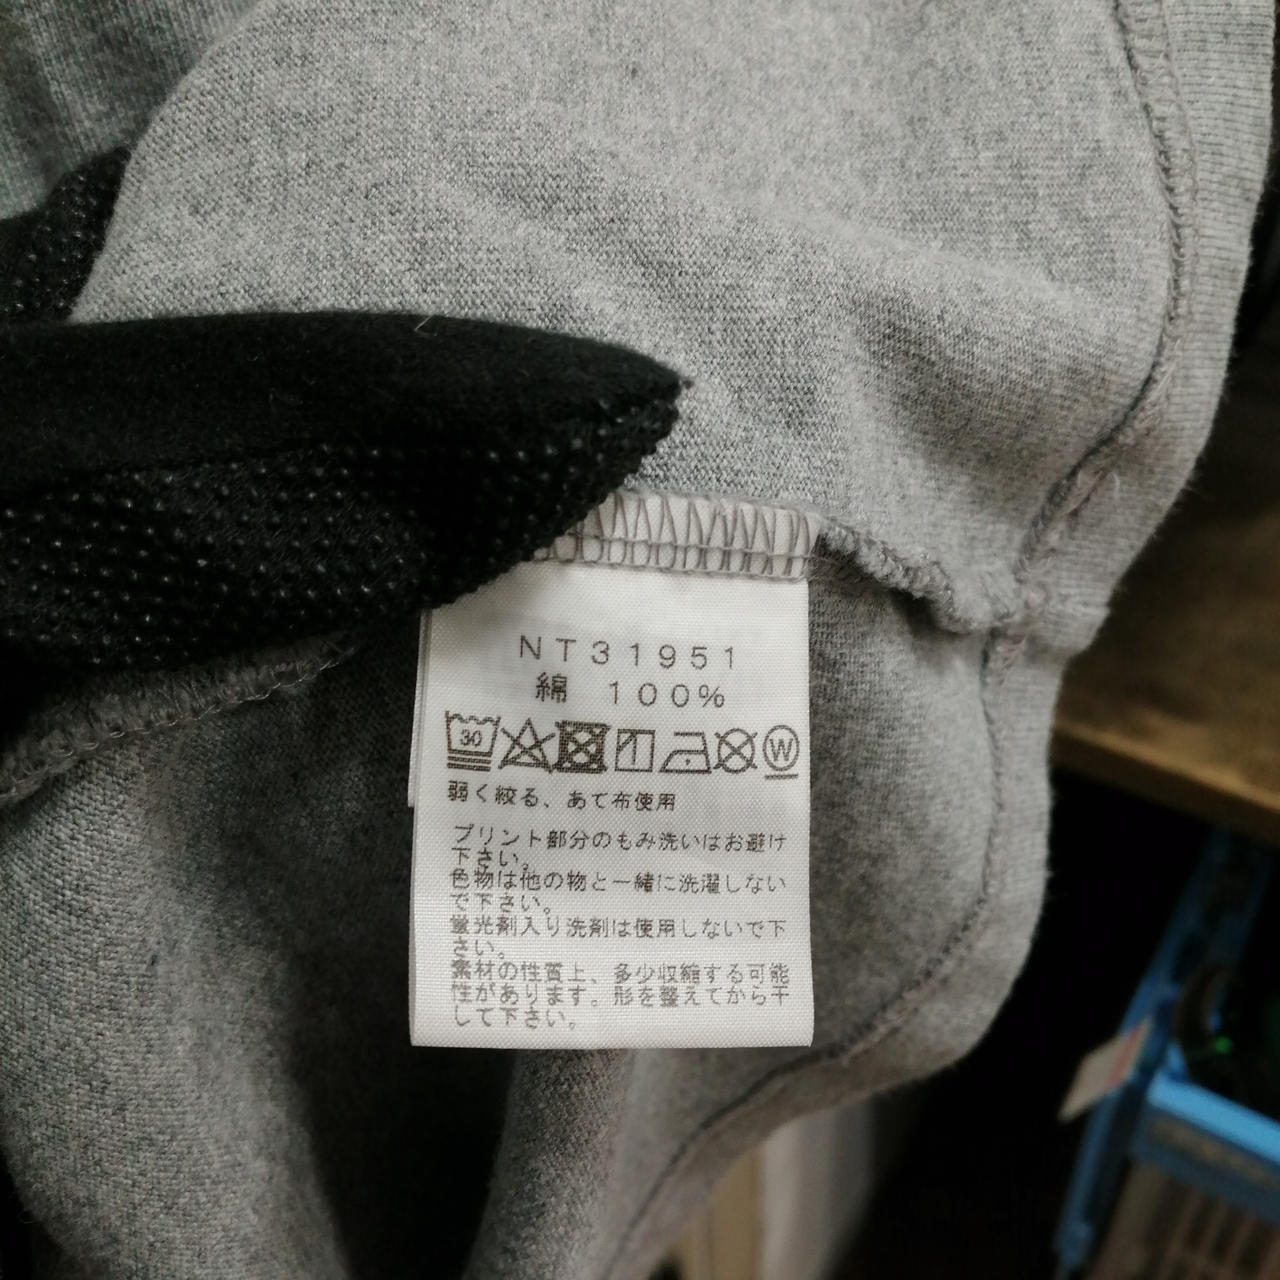 NT31951
綿 100%
30 W
弱く絞る、あて布使用
プリント部分のもみ洗いはお避け
下さい。
色物は他の物と一緒に洗濯しない
で下さい。
蛍光剤入り洗剤は使用しないで下
さい。
素材の性質上、多少収縮する可能
性があります。形を整えてから干
して下さい。